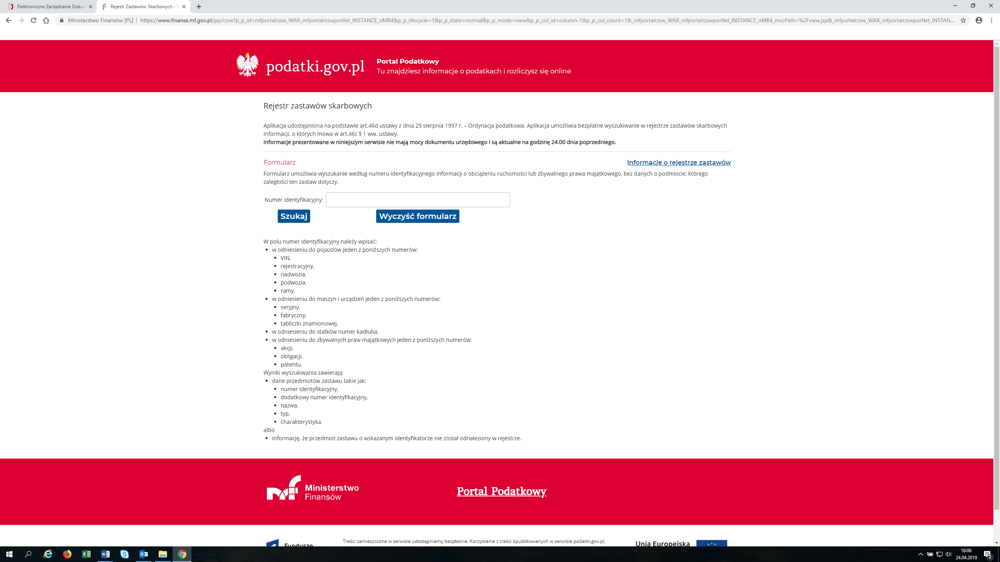 Elektroniczne Zarządzanie Doku
Rejestr Zastawów Skarbowych -
Ministerstwo Finansów [PL] https://www.finanse.mf.gov.pl/pp/rzsw?p_p_id=mfportalrzsw_WAR_mfportalrzswportlet_INSTANCE_nMB4&p_p_lifecycle=1&p_p_state=normal&p_p_mode=view&p_p_col_id=column-1&p_p_col_count=1&_mfportalrzsw_WAR_mfportalrzswportlet_INSTANCE_nMB4_mvcPath=%2Fview.jsp&_mfportalrzsw_WAR_mfportalrzswportlet_INSTAN...
podatki.gov.pl
Portal Podatkowy
Tu znajdziesz informacje o podatkach i rozliczysz się online
Rejestr zastawów skarbowych
Aplikacja udostępniona na podstawie art.46d ustawy z dnia 29 sierpnia 1997 r. – Ordynacja podatkowa. Aplikacja umożliwia bezpłatne wyszukiwanie w rejestrze zastawów skarbowych
informacji, o których mowa w art.46c § 1 ww. ustawy.
Informacje prezentowane w niniejszym serwisie nie mają mocy dokumentu urzędowego i są aktualne na godzinę 24.00 dnia poprzedniego.
Formularz
Informacje o rejestrze zastawów
Formularz umożliwia wyszukanie według numeru identyfikacyjnego informacji o obciążeniu ruchomości lub zbywalnego prawa majątkowego, bez danych o podmiocie, którego
zaległości ten zastaw dotyczy.
Numer identyfikacyjny:
Szukaj
Wyczyść formularz
W polu numer identyfikacyjny należy wpisać:
• w odniesieniu do pojazdów jeden z poniższych numerów:
• VIN,
• rejestracyjny,
• nadwozia,
• podwozia,
• ramy,
• w odniesieniu do maszyn i urządzeń jeden z poniższych numerów:
• seryjny,
• fabryczny,
• tabliczki znamionowej,
• w odniesieniu do statków numer kadłuba,
• w odniesieniu do zbywalnych praw majątkowych jeden z poniższych numerów:
• akcji,
• obligacji,
• patentu.
Wyniki wyszukiwania zawierają:
• dane przedmiotów zastawu takie jak:
• numer identyfikacyjny,
• dodatkowy numer identyfikacyjny,
• nazwa,
• typ,
• charakterystyka.
albo
• informację, że przedmiot zastawu o wskazanym identyfikatorze nie został odnaleziony w rejestrze.
Ministerstwo
Finansów
Portal Podatkowy
Fundusze
Treści zamieszczone w serwisie udostępniamy bezpłatnie. Korzystanie z treści opublikowanych w serwisie podatki.gov.pl,
Unia Europejska
16:06
24.04.2019
2